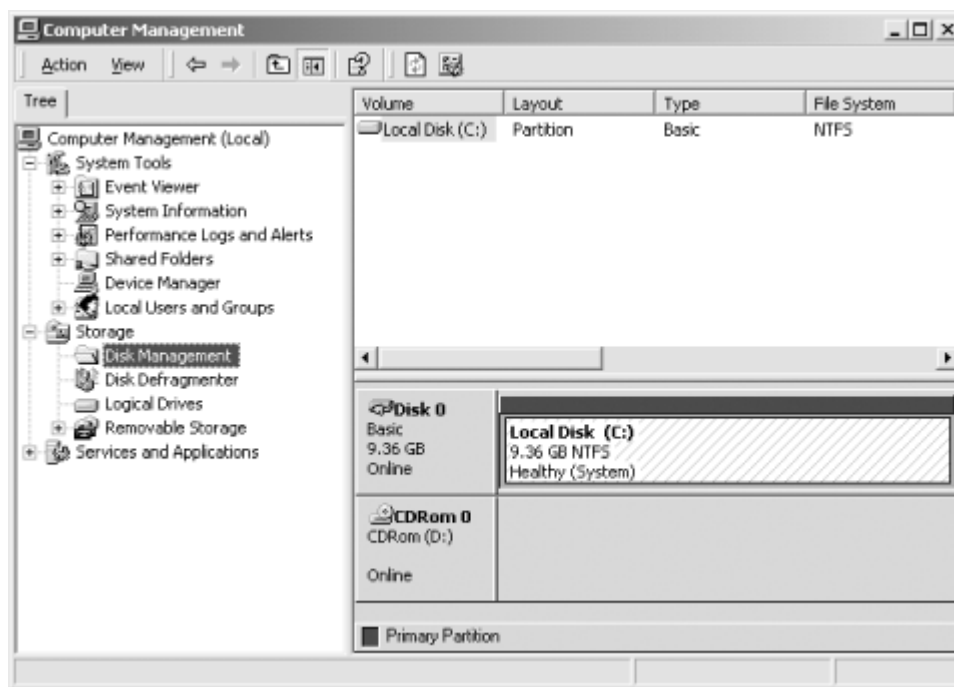 Computer Management
Action View
Tree
Computer Management (Local)
System Tools
Event Viewer
System Information
Performance Logs and Alerts
Shared Folders
Device Manager
Local Users and Groups
Storage
Disk Management
Disk Defragmenter
Logical Drives
Removable Storage
Services and Applications
Volume Layout Type File System
Local Disk (C:) Partition Basic NTFS
Disk 0
Basic
9.36 GB
Online
Local Disk (C:)
9.36 GB NTFS
Healthy (System)
CDRom 0
CDRom (D:)
Online
Primary Partition